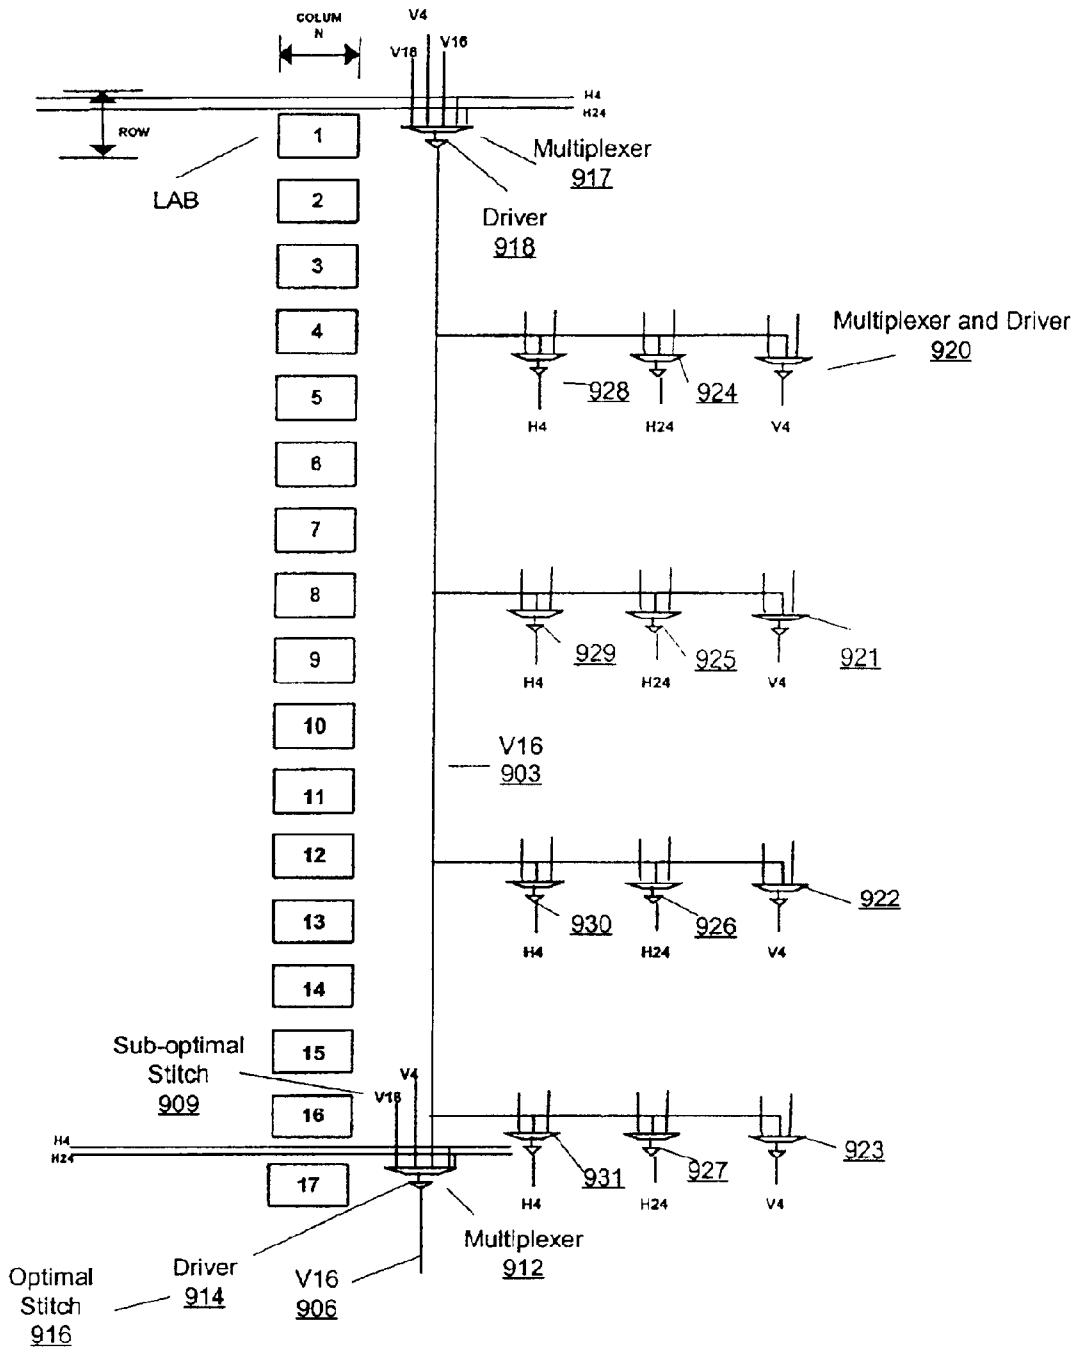 COLUM
N
V4
V16
V16
H4
H24
ROW
1
Multiplexer
917
LAB
2
Driver
918
3
4
Multiplexer and Driver
920
928
924
5
H4
H24
V4
6
7
8
929
925
921
9
H4
H24
V4
10
V16
903
11
12
922
930
926
13
H4
H24
V4
14
Sub-optimal
Stitch
909
15
V4
V16
16
H4
H24
923
931
927
17
H4
H24
V4
Multiplexer
912
Driver
914
V16
906
Optimal
Stitch
916